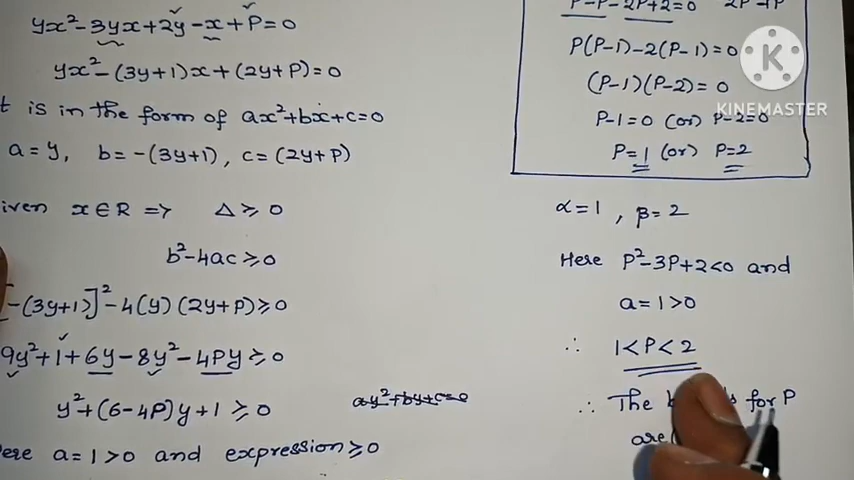 yx²-3yx+2y-x+P=0
yx²-(3y+1)x+(2y+P)=0
t is in the form of ax²+bx+c=0
a=y, b=-(3y+1), c=(2y+P)
iven x∈R => Δ≥0
b²-4ac≥0
-(3y+1)]²-4(y)(2y+P)≥0
9y²+1+6y-8y²-4Py≥0
y²+(6-4P)y+1≥0
ay²+by+c=0
ere a=1>0 and expression≥0
P²-P-2P+2=0
P(P-1)-2(P-1)=0
(P-1)(P-2)=0
P-1=0 (or) P-2=0
P=1 (or) P=2
α=1, β=2
Here P²-3P+2<0 and
a=1>0
∴ 1<P<2
∴ The for P
are(
KINEMASTER